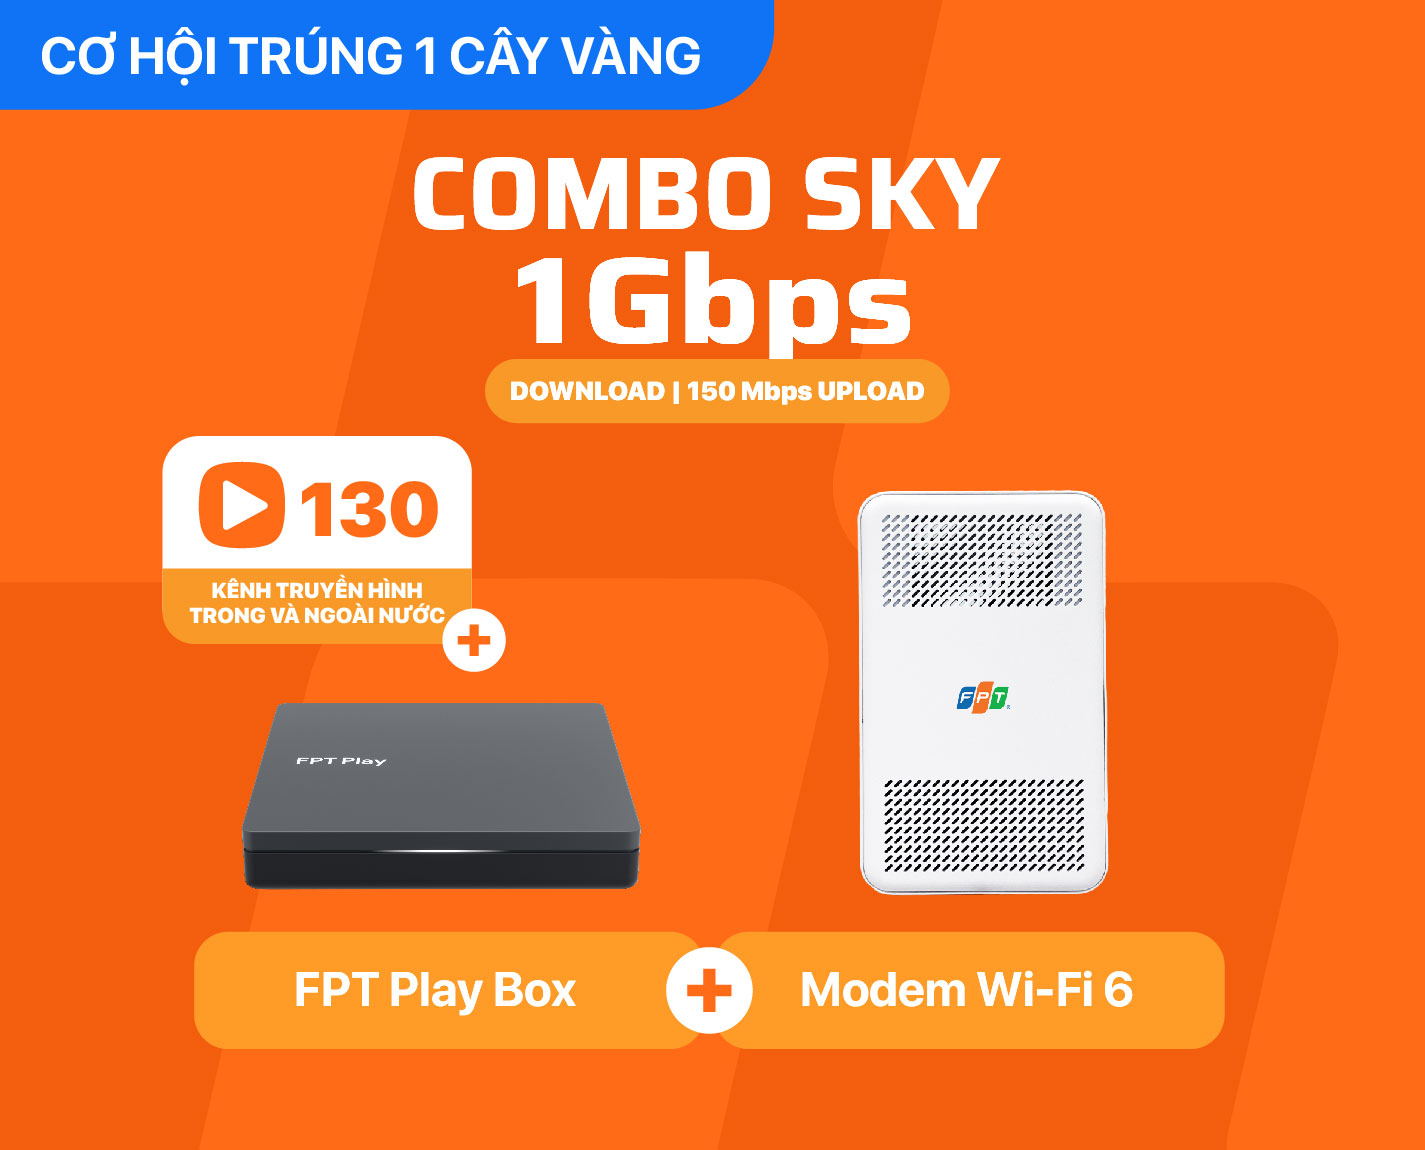 CƠ HỘI TRÚNG 1 CÂY VÀNG
COMBO SKY
1Gbps
DOWNLOAD | 150 Mbps UPLOAD
130
KÊNH TRUYỀN HÌNH
TRONG VÀ NGOÀI NƯỚC
+
FPT Play
FPT
FPT Play Box
+
Modem Wi-Fi 6